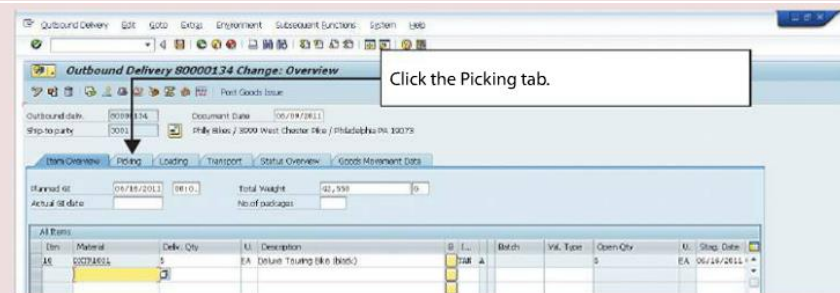 Outbound Delivery Edit Goto Extras Environment Subsequent Functions System Help
Outbound Delivery 80000134 Change: Overview
Click the Picking tab.
Post Goods Issue
Outbound deliv. 80000134 Document Date 06/09/2011
Ship-to party 3001 Philly Bikes / 3000 West Chester Pike / Philadelphia PA 19073
Item Overview Picking Loading Transport Status Overview Goods Movement Data
Planned GI 06/16/2011 00:0. Total Weight 42,550 G
Actual GI date No.of packages
All Items
Itm Material Deliv. Qty U. Description B I... Batch Val. Type Open Qty U. Stag. Date
10 5 EA Deluxe Touring Bike (black) TAN A 5 EA 06/16/2011